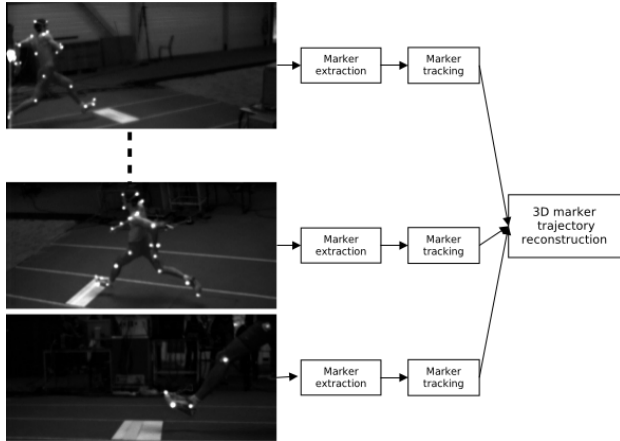 Marker
extraction
Marker
tracking
Marker
extraction
Marker
tracking
3D marker
trajectory
reconstruction
Marker
extraction
Marker
tracking